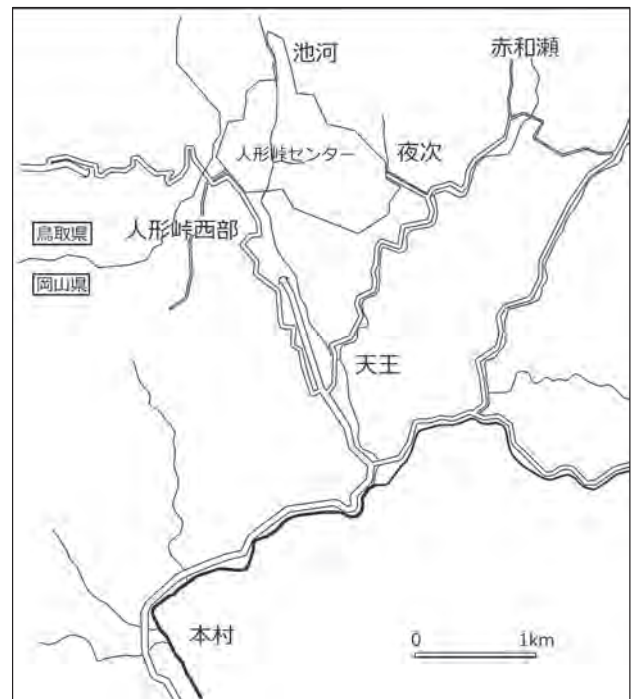 池河
赤和瀬
人形峠センター
夜次
人形峠西部
鳥取県
岡山県
天王
本村
0 1km